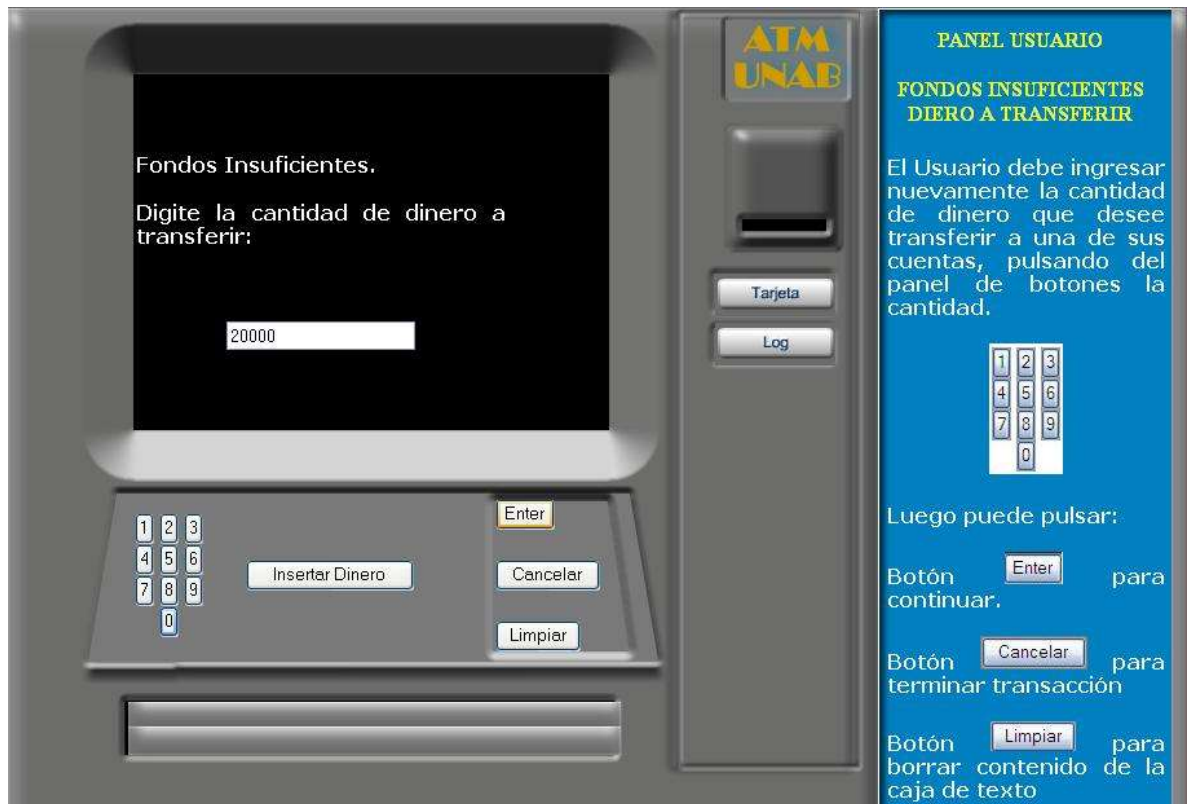 Fondos Insuficientes.
Digite la cantidad de dinero a
transferir:
20000
1 2 3
4 5 6
7 8 9
0
Insertar Dinero
Enter
Cancelar
Limpiar
ATM
UNAB
Tarjeta
Log
PANEL USUARIO
FONDOS INSUFICIENTES
DIERO A TRANSFERIR
El Usuario debe ingresar
nuevamente la cantidad
de dinero que desee
transferir a una de sus
cuentas, pulsando del
panel de botones la
cantidad.
1 2 3
4 5 6
7 8 9
0
Luego puede pulsar:
Botón Enter para
continuar.
Botón Cancelar para
terminar transacción
Botón Limpiar para
borrar contenido de la
caja de texto